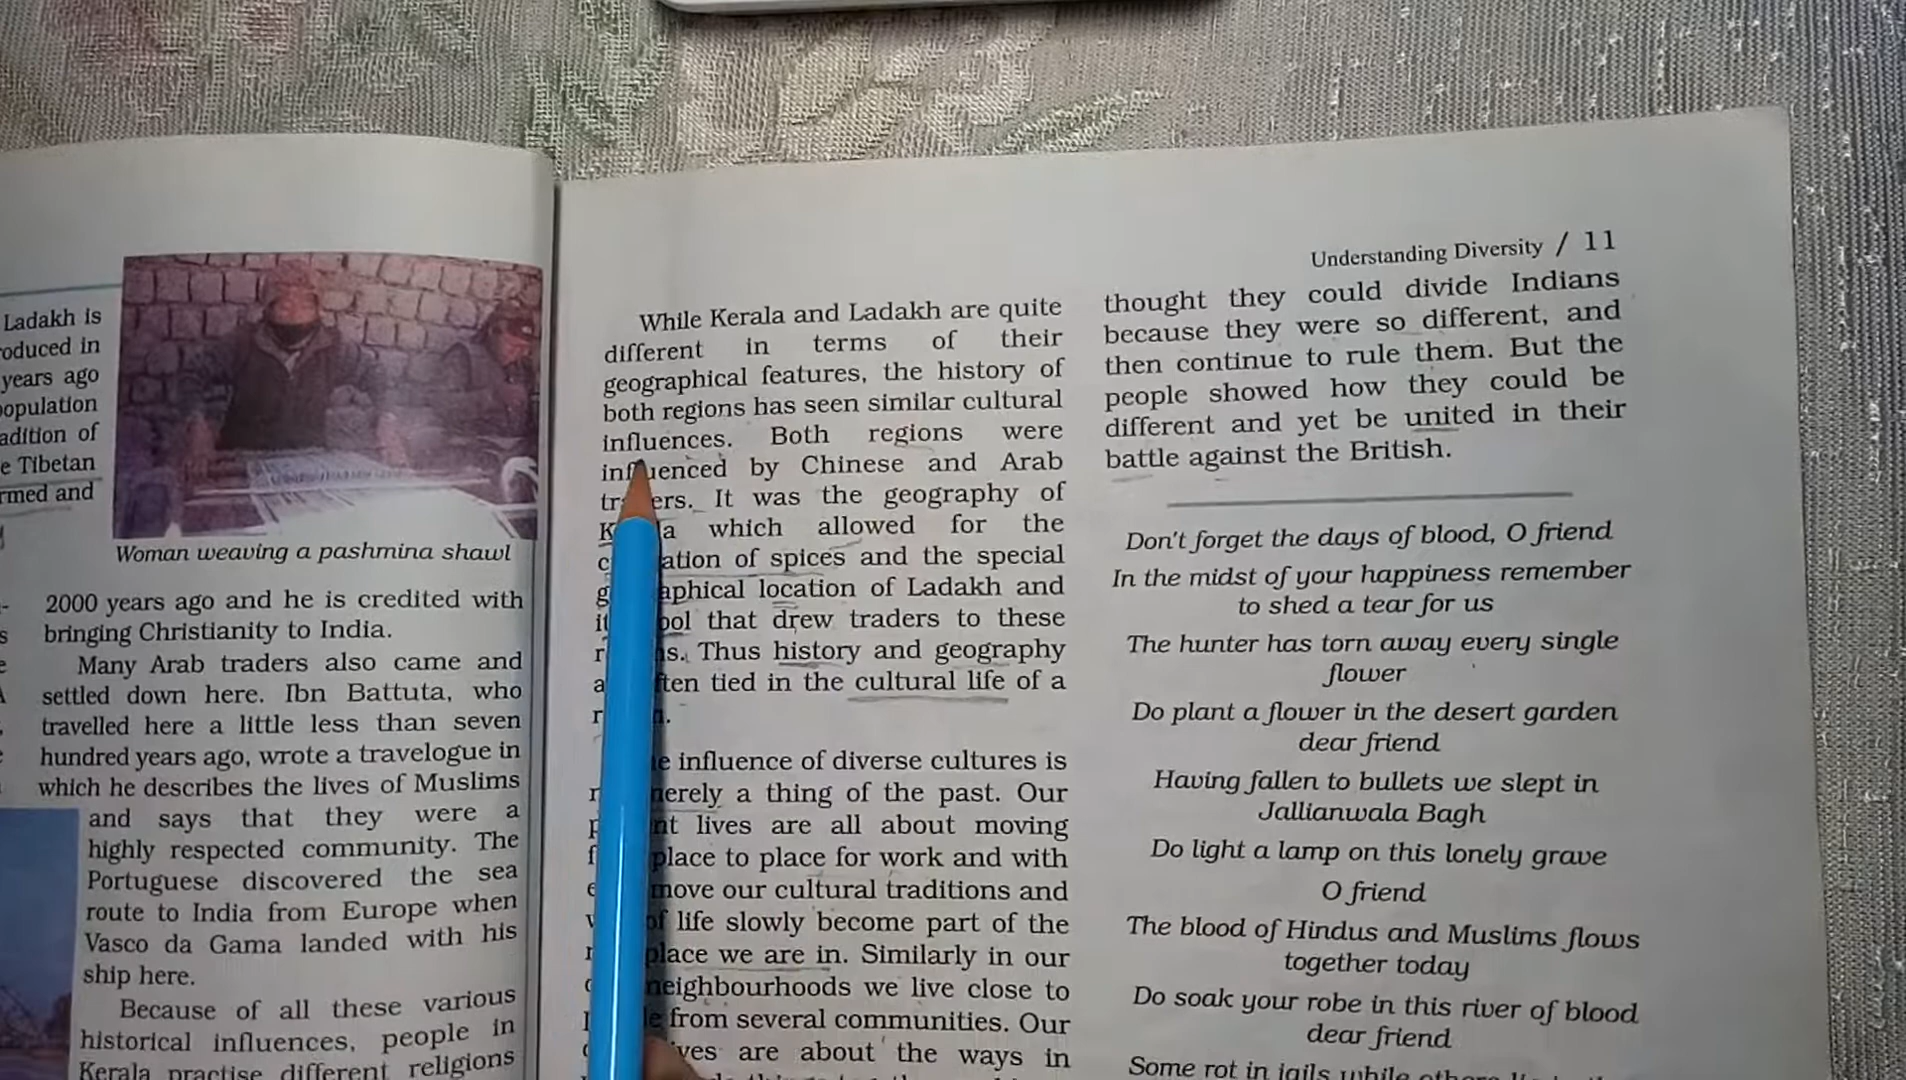 Ladakh is
oduced in
years ago
opulation
adition of
e Tibetan
rmed and
Woman weaving a pashmina shawl
2000 years ago and he is credited with
bringing Christianity to India.
Many Arab traders also came and
settled down here. Ibn Battuta, who
travelled here a little less than seven
hundred years ago, wrote a travelogue in
which he describes the lives of Muslims
and says that they were a
highly respected community. The
Portuguese discovered the sea
route to India from Europe when
Vasco da Gama landed with his
ship here.
Because of all these various
historical influences, people in
Kerala practise different religions
While Kerala and Ladakh are quite
different in terms of their
geographical features, the history of
both regions has seen similar cultural
influences. Both regions were
influenced by Chinese and Arab
It was the geography of
which allowed for the
of spices and the special
location of Ladakh and
that drew traders to these
Thus history and geography
tied in the cultural life of a
influence of diverse cultures is
a thing of the past. Our
lives are all about moving
place to place for work and with
move our cultural traditions and
of life slowly become part of the
place we are in. Similarly in our
neighbourhoods we live close to
from several communities. Our
are about the ways in
Understanding Diversity / 11
thought they could divide Indians
because they were so different, and
then continue to rule them. But the
people showed how they could be
different and yet be united in their
battle against the British.
Don't forget the days of blood, O friend
In the midst of your happiness remember
to shed a tear for us
The hunter has torn away every single
flower
Do plant a flower in the desert garden
dear friend
Having fallen to bullets we slept in
Jallianwala Bagh
Do light a lamp on this lonely grave
O friend
The blood of Hindus and Muslims flows
together today
Do soak your robe in this river of blood
dear friend
Some rot in jails while others